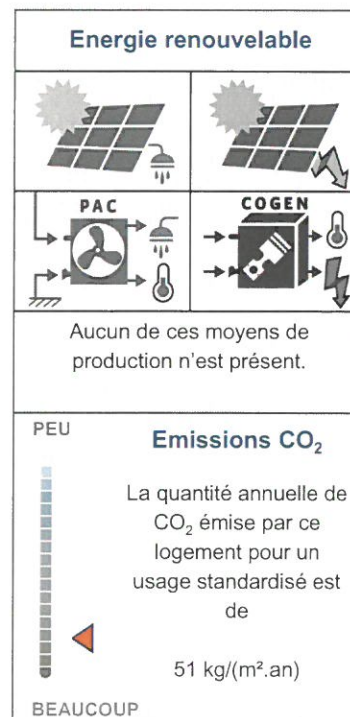 Energie renouvelable
PAC
COGEN
Aucun de ces moyens de
production n'est présent.
PEU
Emissions CO₂
La quantité annuelle de
CO₂ émise par ce
logement pour un
usage standardisé est
de
51 kg/(m².an)
BEAUCOUP